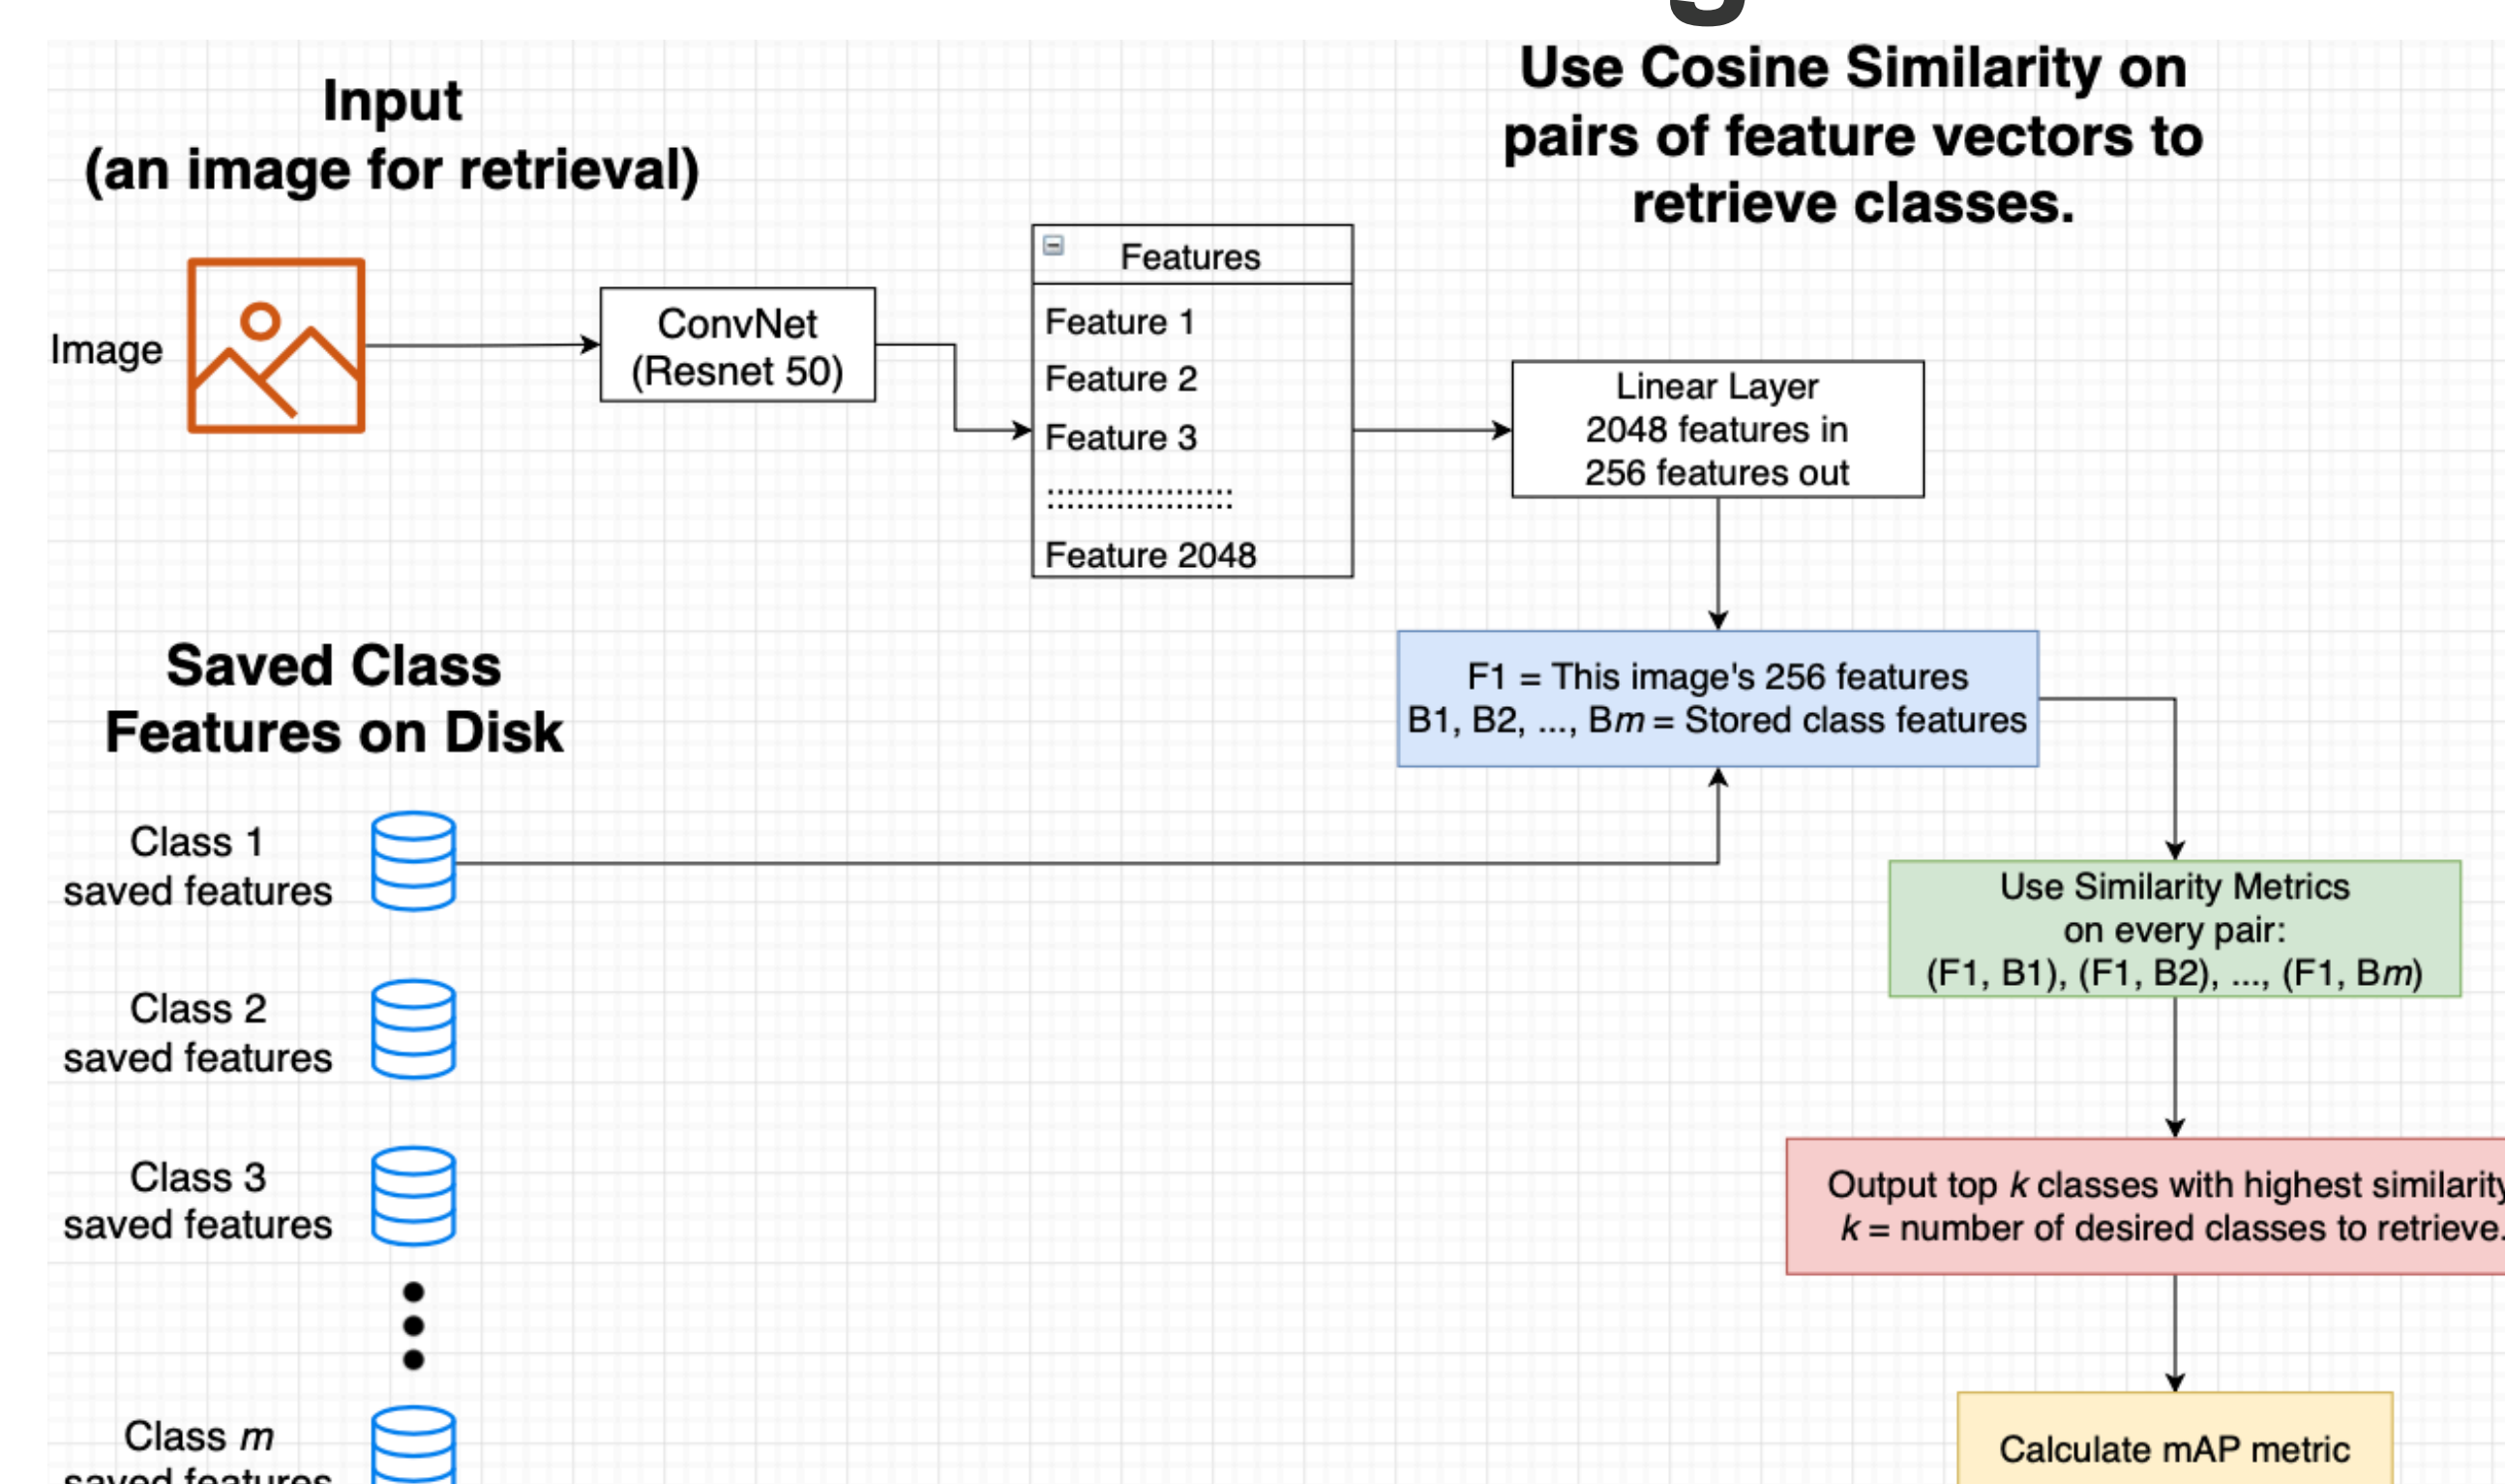 Input
(an image for retrieval)
Use Cosine Similarity on
pairs of feature vectors to
retrieve classes.
Image
ConvNet
(Resnet 50)
Features
Feature 1
Feature 2
Feature 3
Feature 2048
Linear Layer
2048 features in
256 features out
F1 = This image's 256 features
B1, B2, ..., Bm = Stored class features
Saved Class
Features on Disk
Class 1
saved features
Class 2
saved features
Class 3
saved features
Class m
saved features
Use Similarity Metrics
on every pair:
(F1, B1), (F1, B2), ..., (F1, Bm)
Output top k classes with highest similarity
k = number of desired classes to retrieve.
Calculate mAP metric